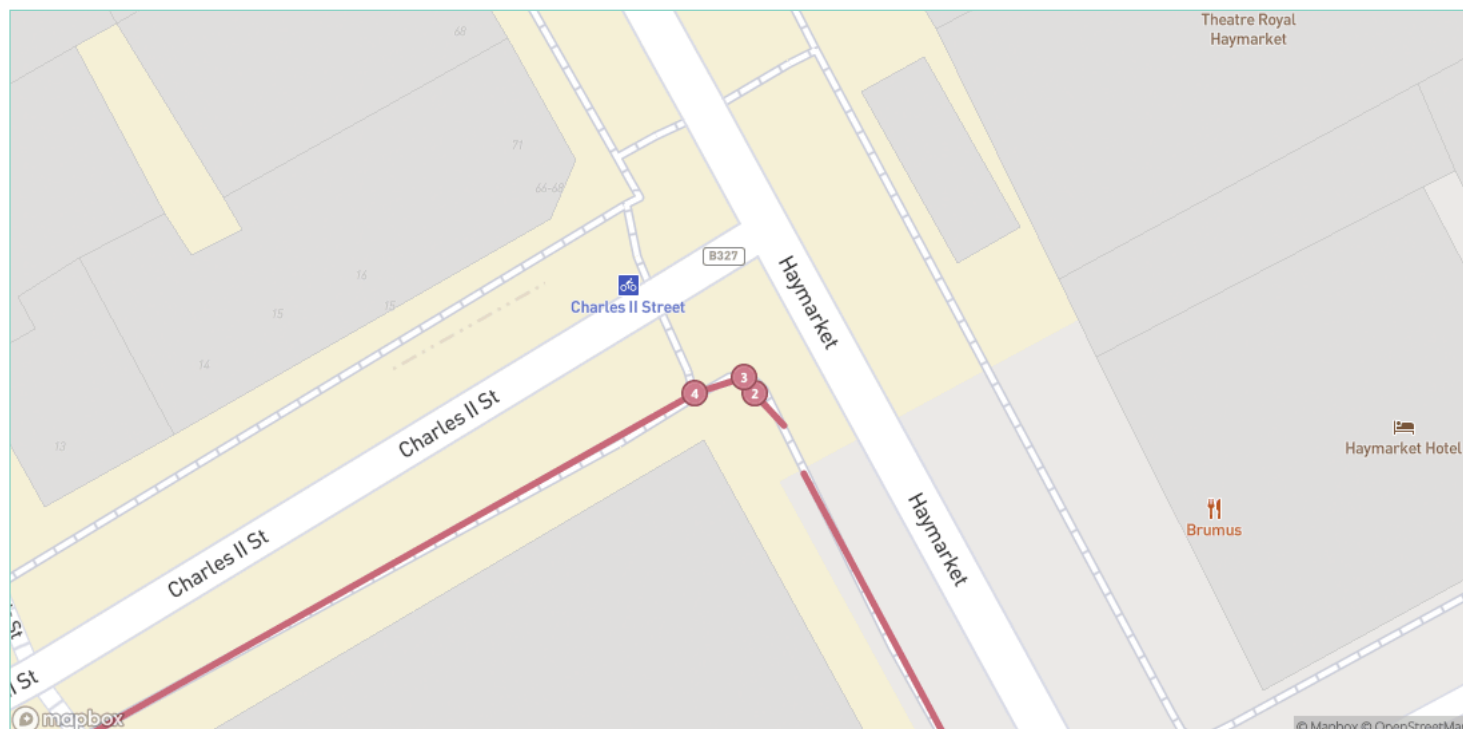 Theatre Royal
Haymarket
68
71
66-68
B327
16
15
15
14
13
Charles II Street
Haymarket
3
4
2
Charles II St
Haymarket
Haymarket Hotel
Brumus
Charles II St
St
II St
mapbox
© Mapbox © OpenStreetMa